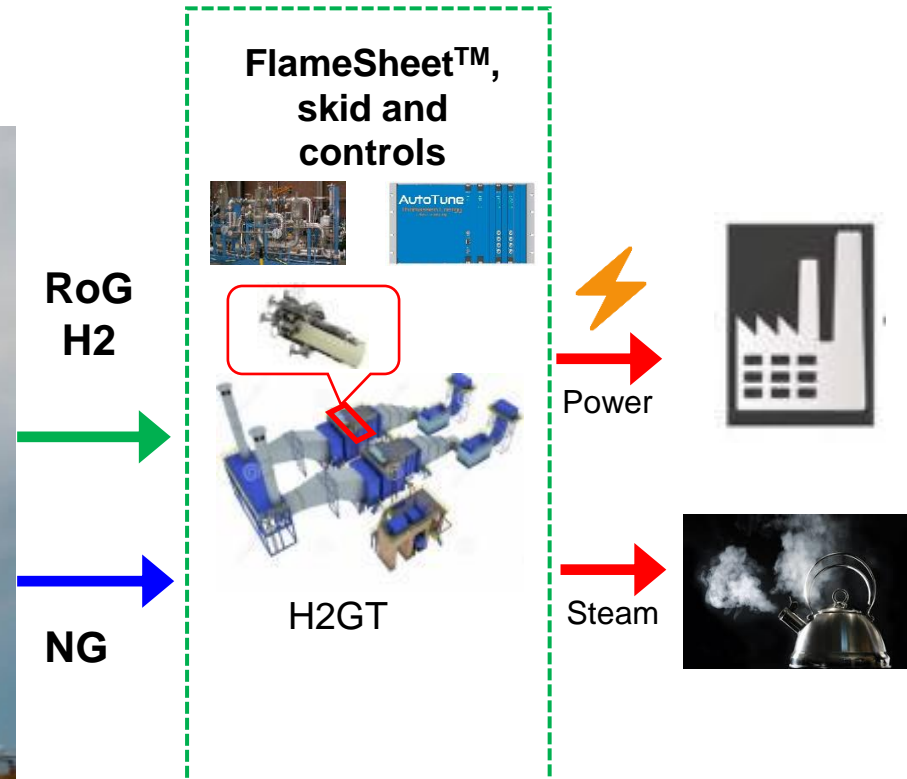 FlameSheet™,
skid and
controls
AutoTune
RoG
H2
Power
H2GT
Steam
NG